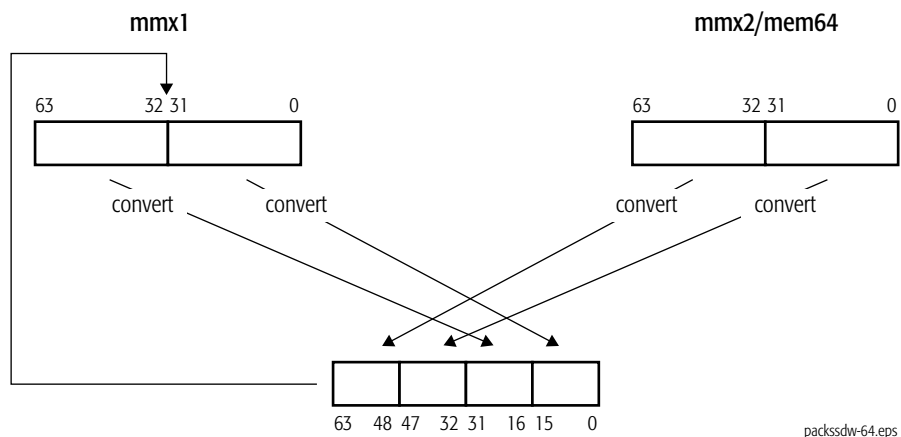 mmx1 mmx2/mem64
63 32 31 0 63 32 31 0
convert convert convert convert
63 48 47 32 31 16 15 0
packssdw-64.eps